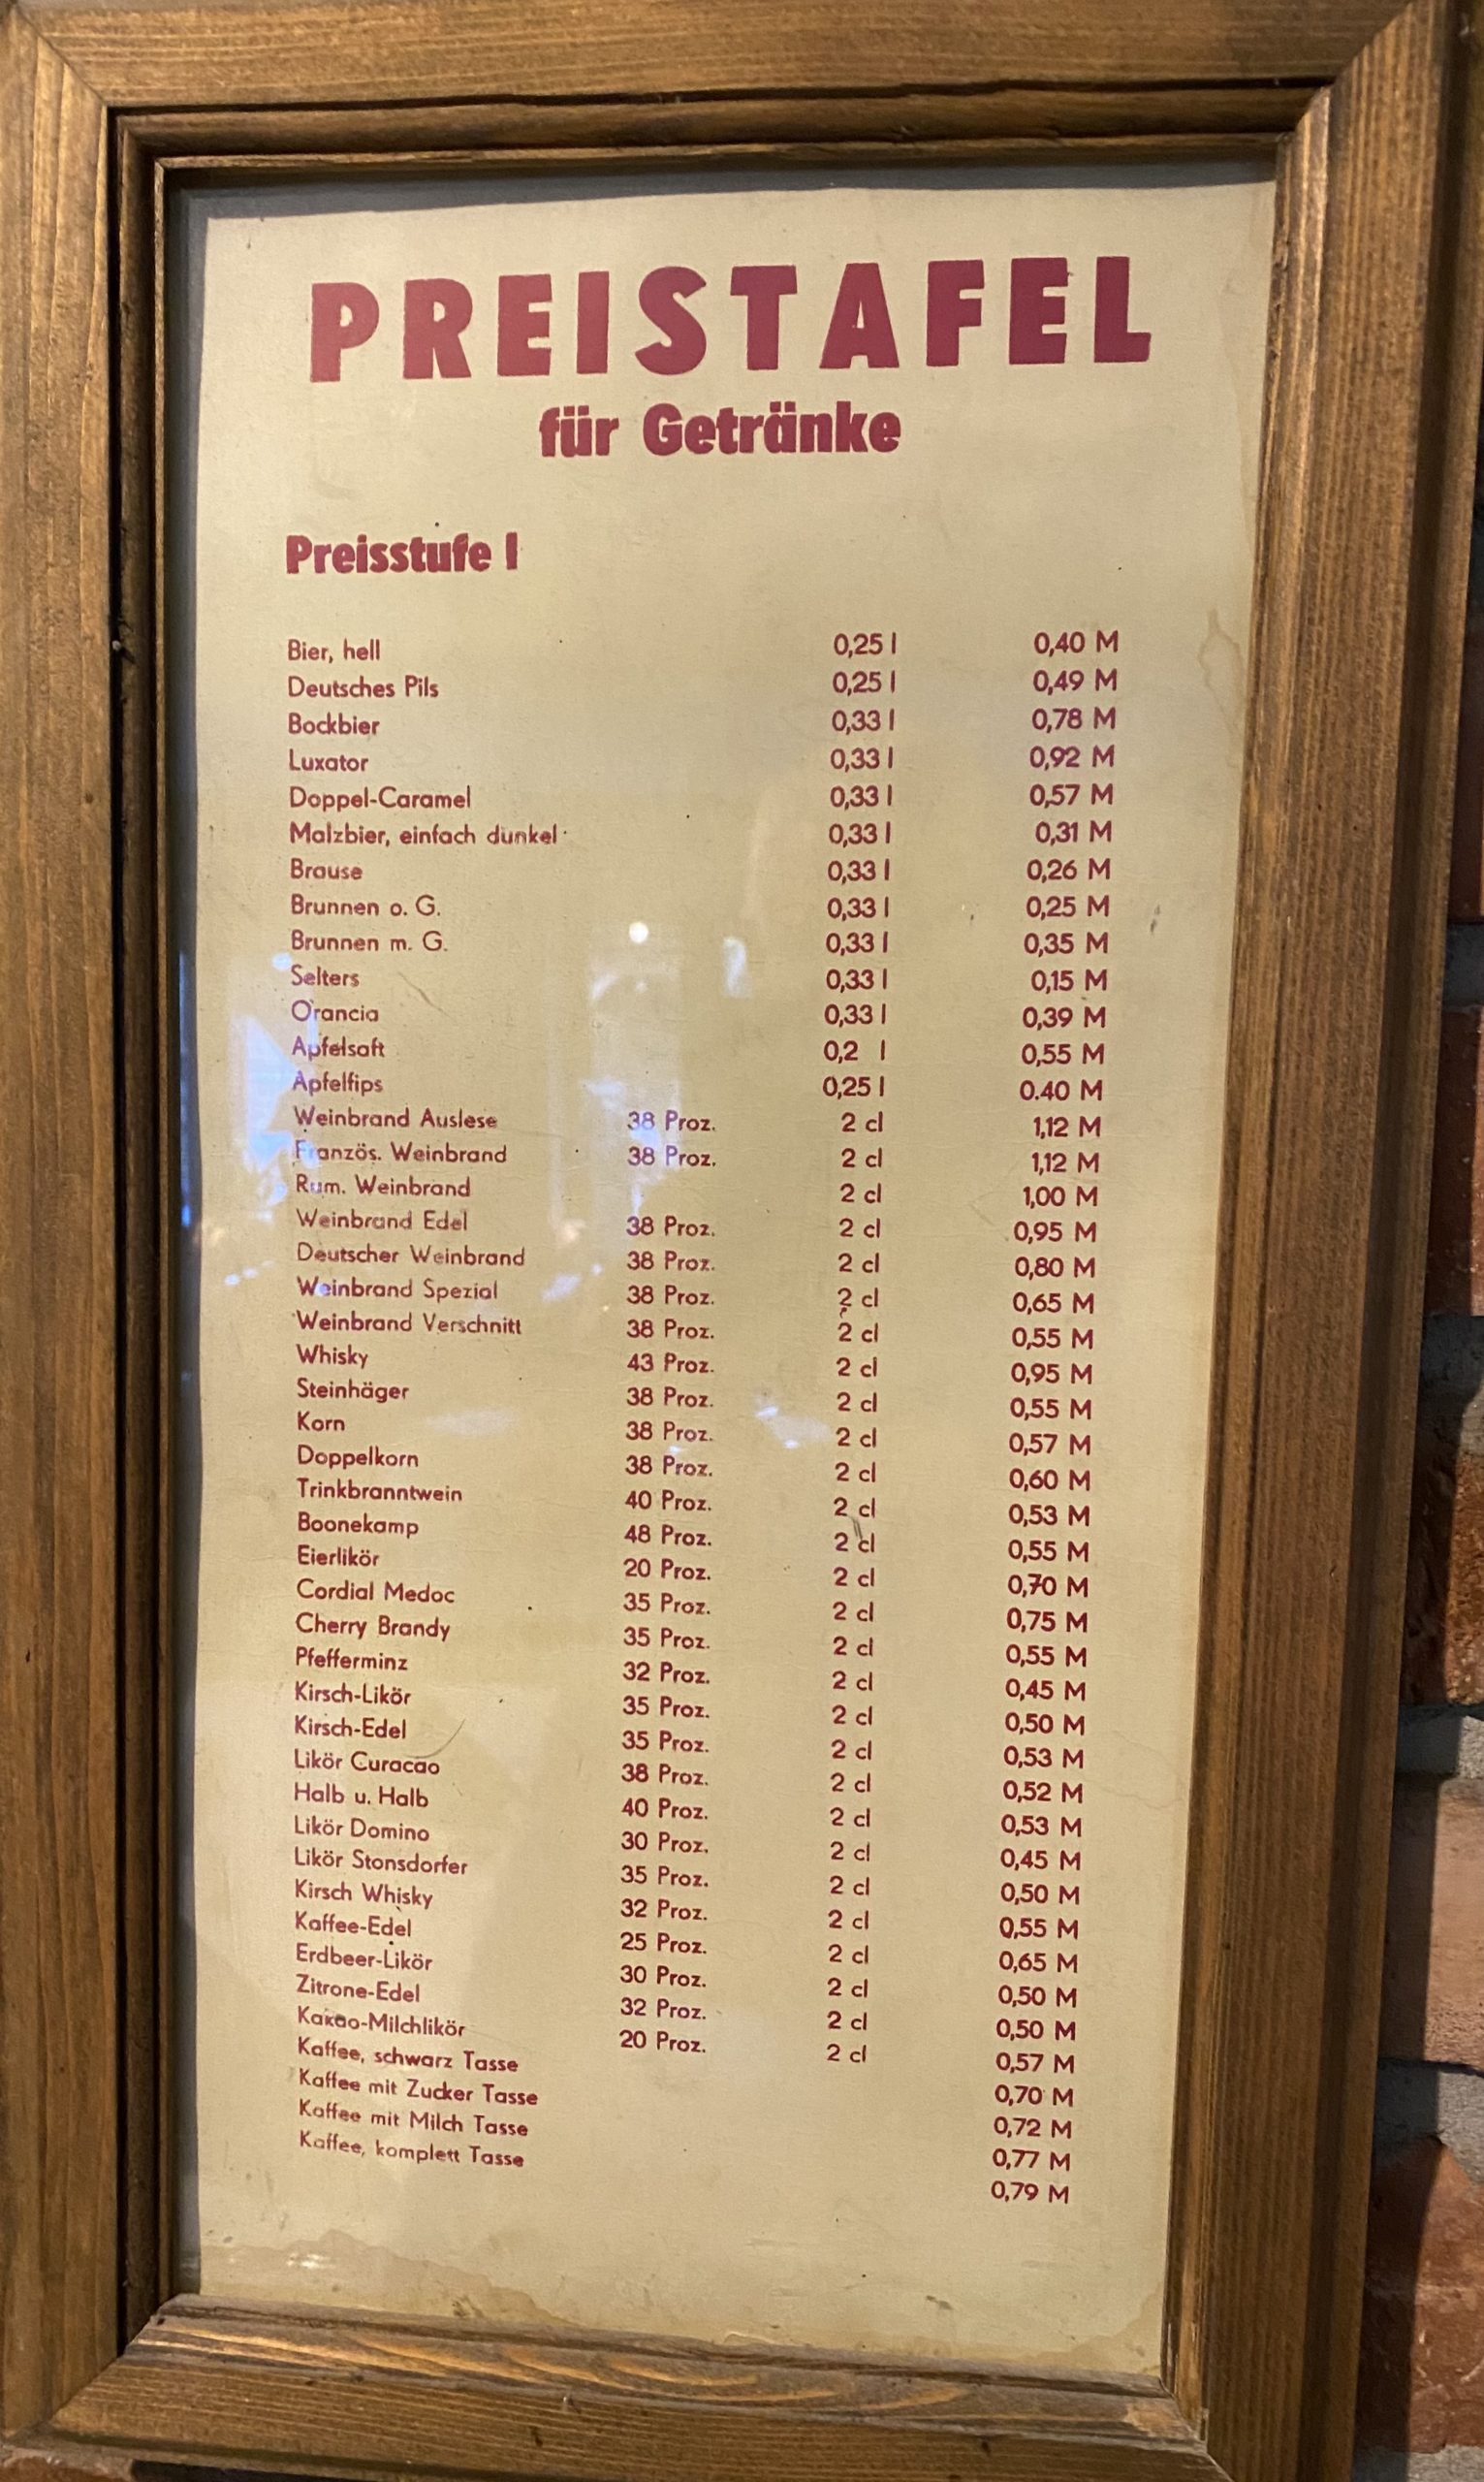 PREISTAFEL
für Getränke
Preisstufe I
Bier, hell 0,25 l 0,40 M
Deutsches Pils 0,25 l 0,49 M
Bockbier 0,33 l 0,78 M
Luxator 0,33 l 0,92 M
Doppel-Caramel 0,33 l 0,57 M
Malzbier, einfach dunkel 0,33 l 0,31 M
Brause 0,33 l 0,26 M
Brunnen o. G. 0,33 l 0,25 M
Brunnen m. G. 0,33 l 0,35 M
Selters 0,33 l 0,15 M
Orancia 0,33 l 0,39 M
Apfelsaft 0,2 l 0,55 M
Apfelfips 0,25 l 0.40 M
Weinbrand Auslese 38 Proz. 2 cl 1,12 M
Französ. Weinbrand 38 Proz. 2 cl 1,12 M
Rum. Weinbrand 2 cl 1,00 M
Weinbrand Edel 38 Proz. 2 cl 0,95 M
Deutscher Weinbrand 38 Proz. 2 cl 0,80 M
Weinbrand Spezial 38 Proz. 2 cl 0,65 M
Weinbrand Verschnitt 38 Proz. 2 cl 0,55 M
Whisky 43 Proz. 2 cl 0,95 M
Steinhäger 38 Proz. 2 cl 0,55 M
Korn 38 Proz. 2 cl 0,57 M
Doppelkorn 38 Proz. 2 cl 0,60 M
Trinkbranntwein 40 Proz. 2 cl 0,53 M
Boonekamp 48 Proz. 2 cl 0,55 M
Eierlikör 20 Proz. 2 cl 0,70 M
Cordial Medoc 35 Proz. 2 cl 0,75 M
Cherry Brandy 35 Proz. 2 cl 0,55 M
Pfefferminz 32 Proz. 2 cl 0,45 M
Kirsch-Likör 35 Proz. 2 cl 0,50 M
Kirsch-Edel 35 Proz. 2 cl 0,53 M
Likör Curacao 38 Proz. 2 cl 0,52 M
Halb u. Halb 40 Proz. 2 cl 0,53 M
Likör Domino 30 Proz. 2 cl 0,45 M
Likör Stonsdorfer 35 Proz. 2 cl 0,50 M
Kirsch Whisky 32 Proz. 2 cl 0,55 M
Kaffee-Edel 25 Proz. 2 cl 0,65 M
Erdbeer-Likör 30 Proz. 2 cl 0,50 M
Zitrone-Edel 32 Proz. 2 cl 0,50 M
Kakao-Milchlikör 20 Proz. 2 cl 0,57 M
Kaffee, schwarz Tasse 0,70 M
Kaffee mit Zucker Tasse 0,72 M
Kaffee mit Milch Tasse 0,77 M
Kaffee, komplett Tasse 0,79 M